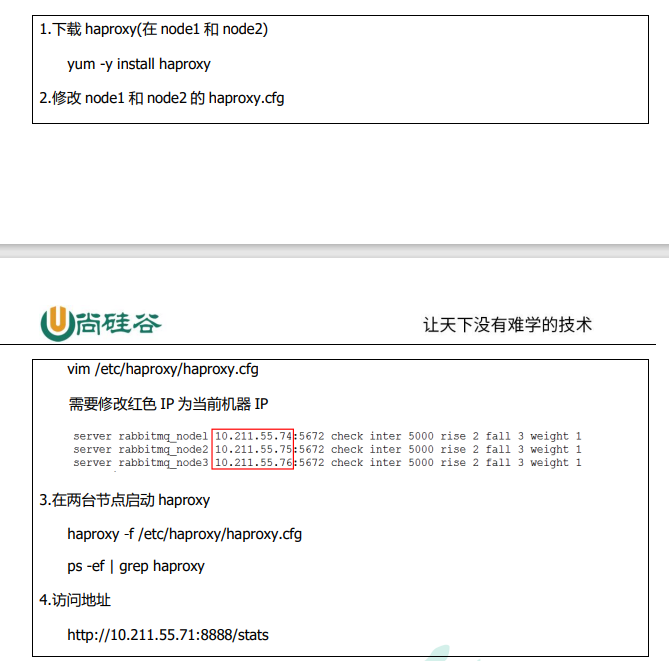 1.下载 haproxy(在 node1 和 node2)
yum -y install haproxy
2.修改 node1 和 node2 的 haproxy.cfg
尚硅谷
让天下没有难学的技术
vim /etc/haproxy/haproxy.cfg
需要修改红色 IP 为当前机器 IP
server rabbitmq_node1 10.211.55.74:5672 check inter 5000 rise 2 fall 3 weight 1
server rabbitmq_node2 10.211.55.75:5672 check inter 5000 rise 2 fall 3 weight 1
server rabbitmq_node3 10.211.55.76:5672 check inter 5000 rise 2 fall 3 weight 1
3.在两台节点启动 haproxy
haproxy -f /etc/haproxy/haproxy.cfg
ps -ef | grep haproxy
4.访问地址
http://10.211.55.71:8888/stats